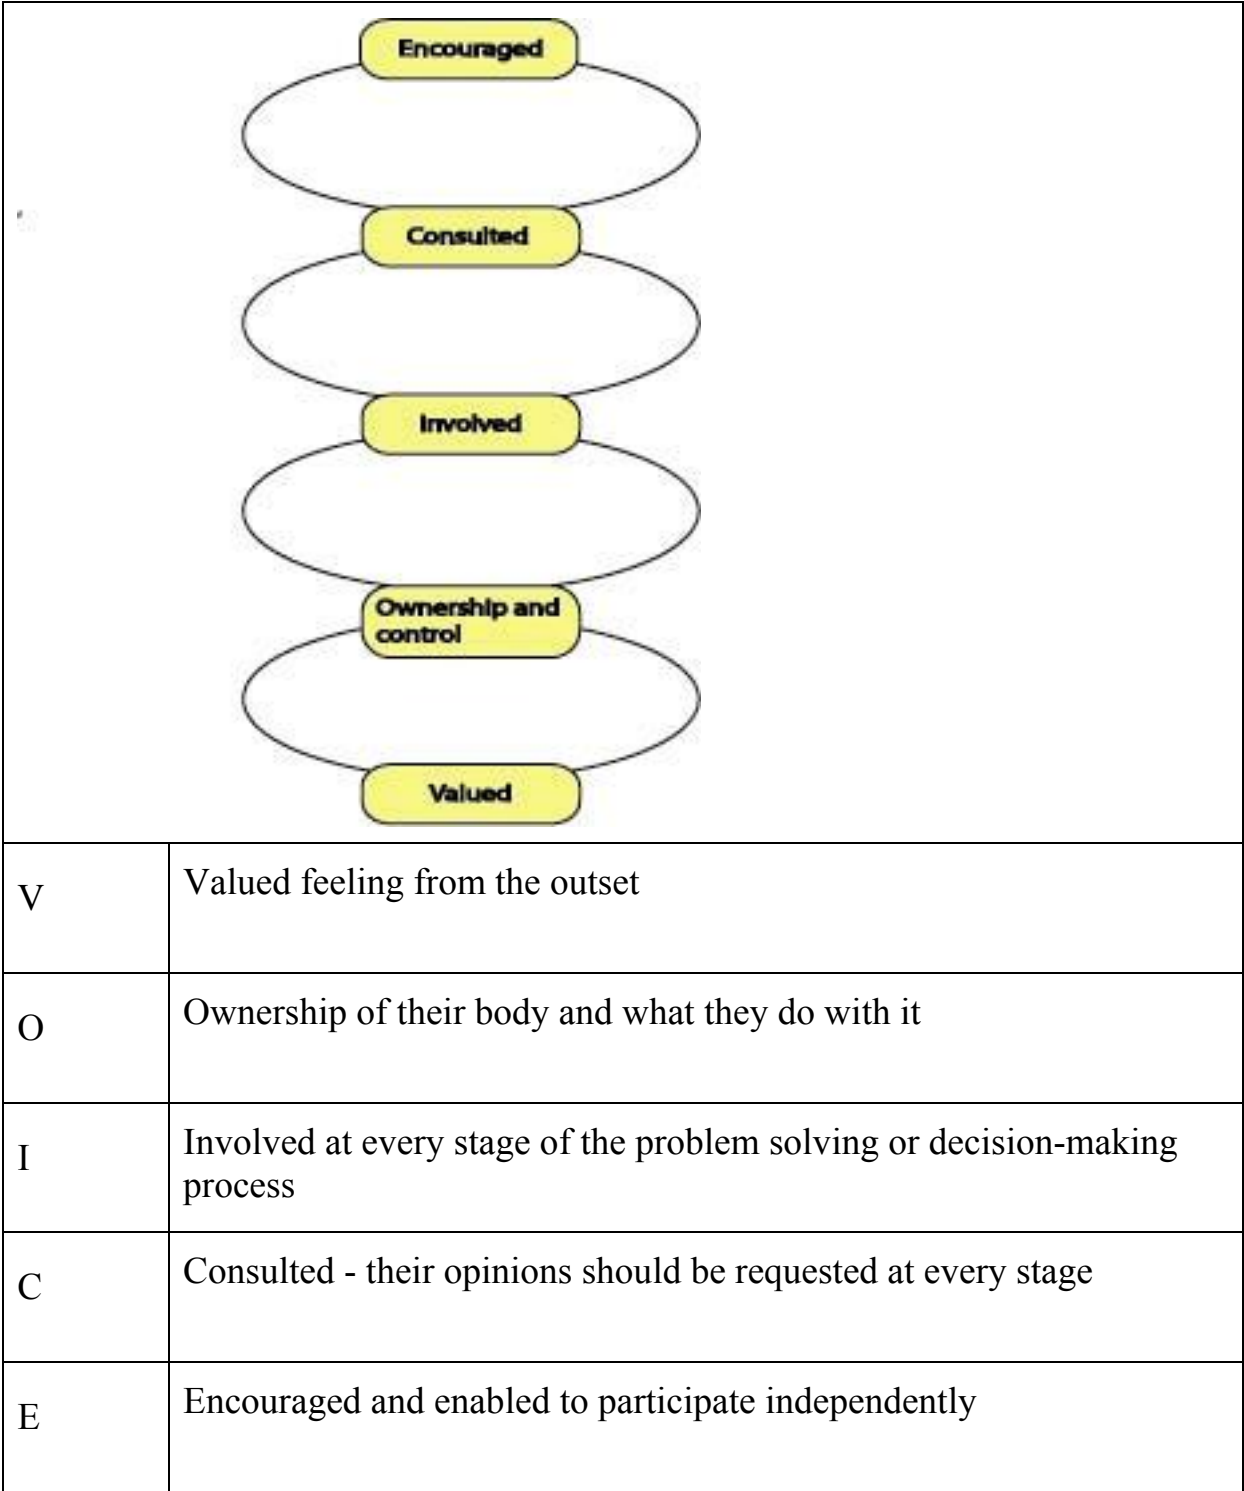 Encouraged
Consulted
Involved
Ownership and
control
Valued
V
Valued feeling from the outset
O
Ownership of their body and what they do with it
I
Involved at every stage of the problem solving or decision-making
process
C
Consulted - their opinions should be requested at every stage
E
Encouraged and enabled to participate independently